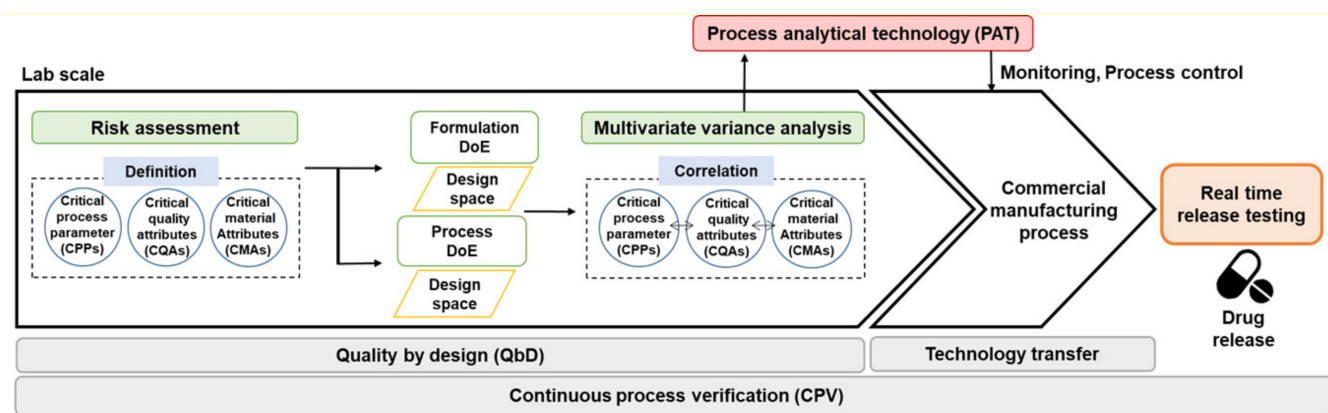 Process analytical technology (PAT)
Lab scale
Monitoring, Process control
Risk assessment
Definition
Critical
process
parameter
(CPPs)
Critical
quality
attributes
(CQAs)
Critical
material
Attributes
(CMAs)
Formulation
DoE
Design
space
Process
DoE
Design
space
Multivariate variance analysis
Correlation
Critical
process
parameter
(CPPs)
Critical
quality
attributes
(CQAs)
Critical
material
Attributes
(CMAs)
Commercial
manufacturing
process
Real time
release testing
Drug
release
Quality by design (QbD)
Technology transfer
Continuous process verification (CPV)